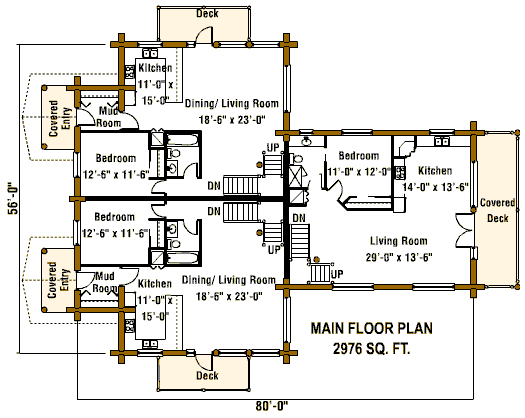 Deck
Kitchen
11'-0" x
15'-0"
Dining/ Living Room
18'-6" x 23'-0"
Covered
Entry
Mud
Room
Bedroom
12'-6" x 11'-6"
UP
DN
Bedroom
11'-0" x 12'-0"
Kitchen
14'-0" x 13'-6"
Covered
Deck
56'-0"
Bedroom
12'-6" x 11'-6"
DN
UP
DN
Living Room
29'-0" x 13'-6"
UP
Covered
Entry
Mud
Room
Kitchen
11'-0" x
15'-0"
Dining/ Living Room
18'-6" x 23'-0"
Deck
MAIN FLOOR PLAN
2976 SQ. FT.
80'-0"